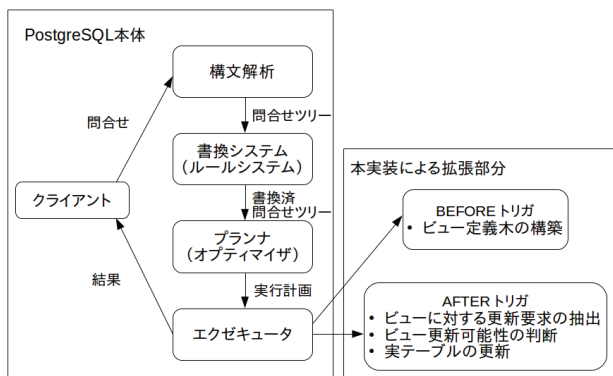 PostgreSQL本体
構文解析
問合せ
問合せツリー
書換システム
(ルールシステム)
クライアント
書換済
問合せツリー
プランナ
(オプティマイザ)
結果
実行計画
エクゼキュータ
本実装による拡張部分
BEFORE トリガ
• ビュー定義木の構築
AFTER トリガ
• ビューに対する更新要求の抽出
• ビュー更新可能性の判断
• 実テーブルの更新